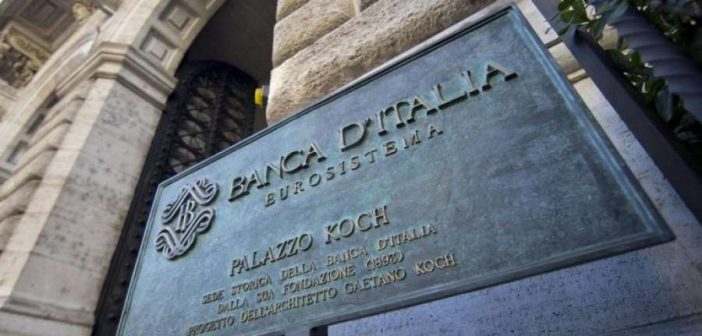 BANCA D'ITALIA
EUROSISTEMA
PALAZZO KOCH
SEDE STORICA DELLA BANCA D'ITALIA
DALLA SUA FONDAZIONE (1893)
PROGETTO DELL'ARCHITETTO GAETANO KOCH